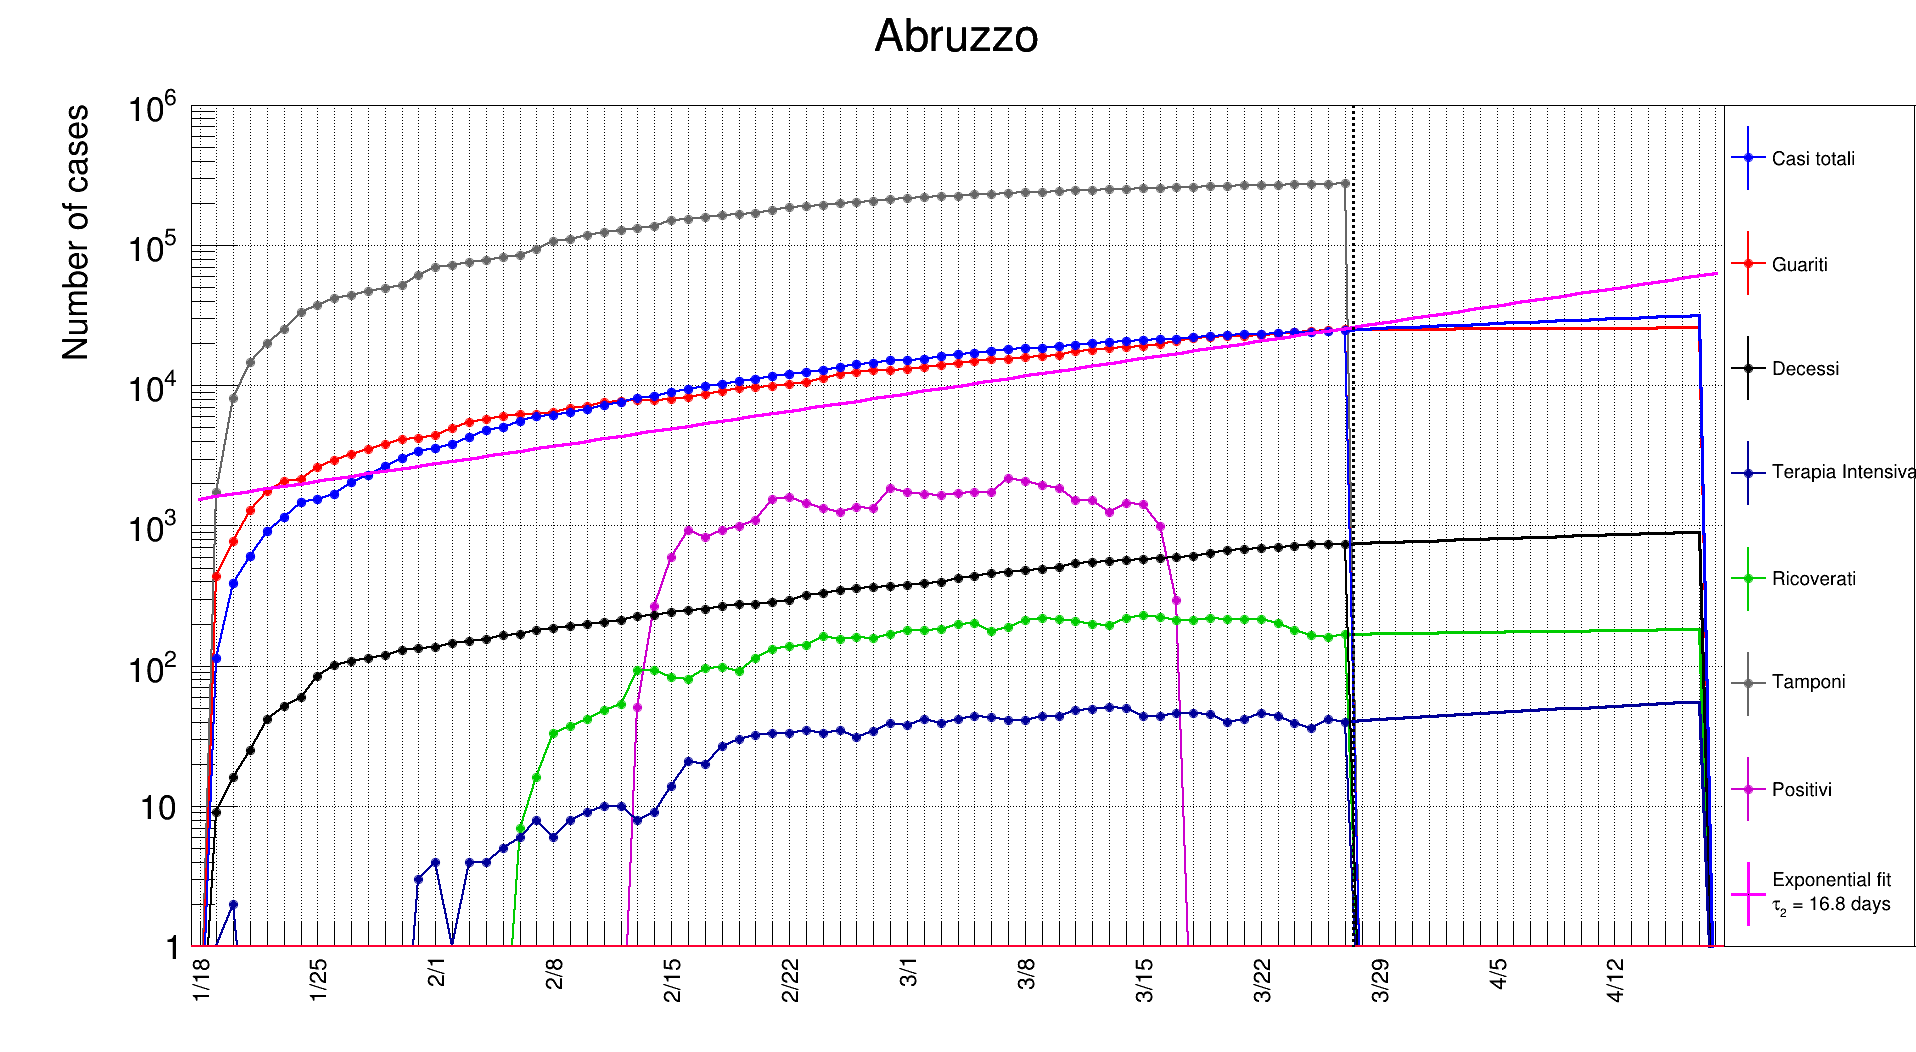 Abruzzo
Number of cases
10^6
10^5
10^4
10^3
10^2
10
1
1/18 1/25 2/1 2/8 2/15 2/22 3/1 3/8 3/15 3/22 3/29 4/5 4/12
Casi totali
Guariti
Decessi
Terapia Intensiva
Ricoverati
Tamponi
Positivi
Exponential fit
τ₂ = 16.8 days